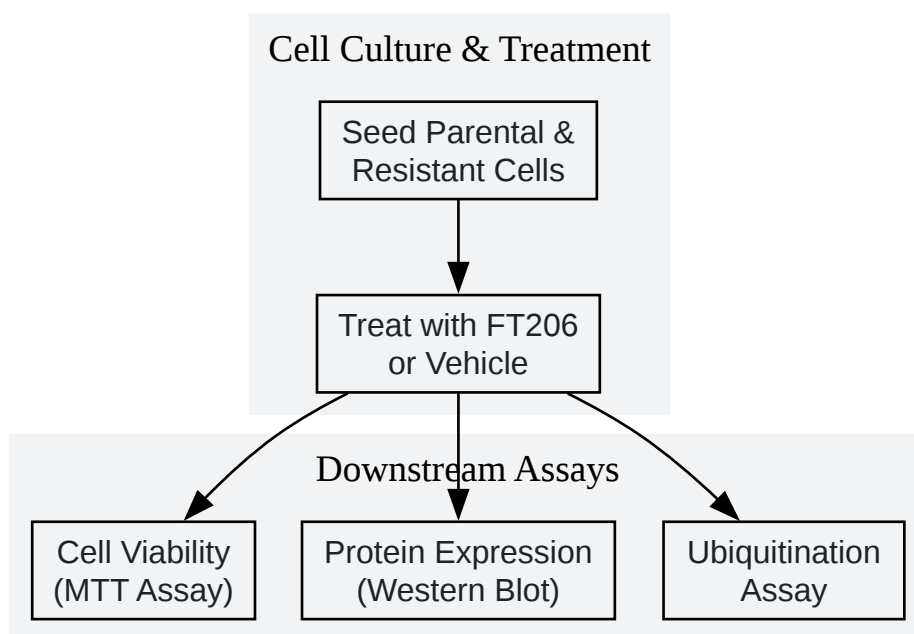 Cell Culture & Treatment
Seed Parental &
Resistant Cells
Treat with FT206
or Vehicle
Downstream Assays
Cell Viability
(MTT Assay)
Protein Expression
(Western Blot)
Ubiquitination
Assay